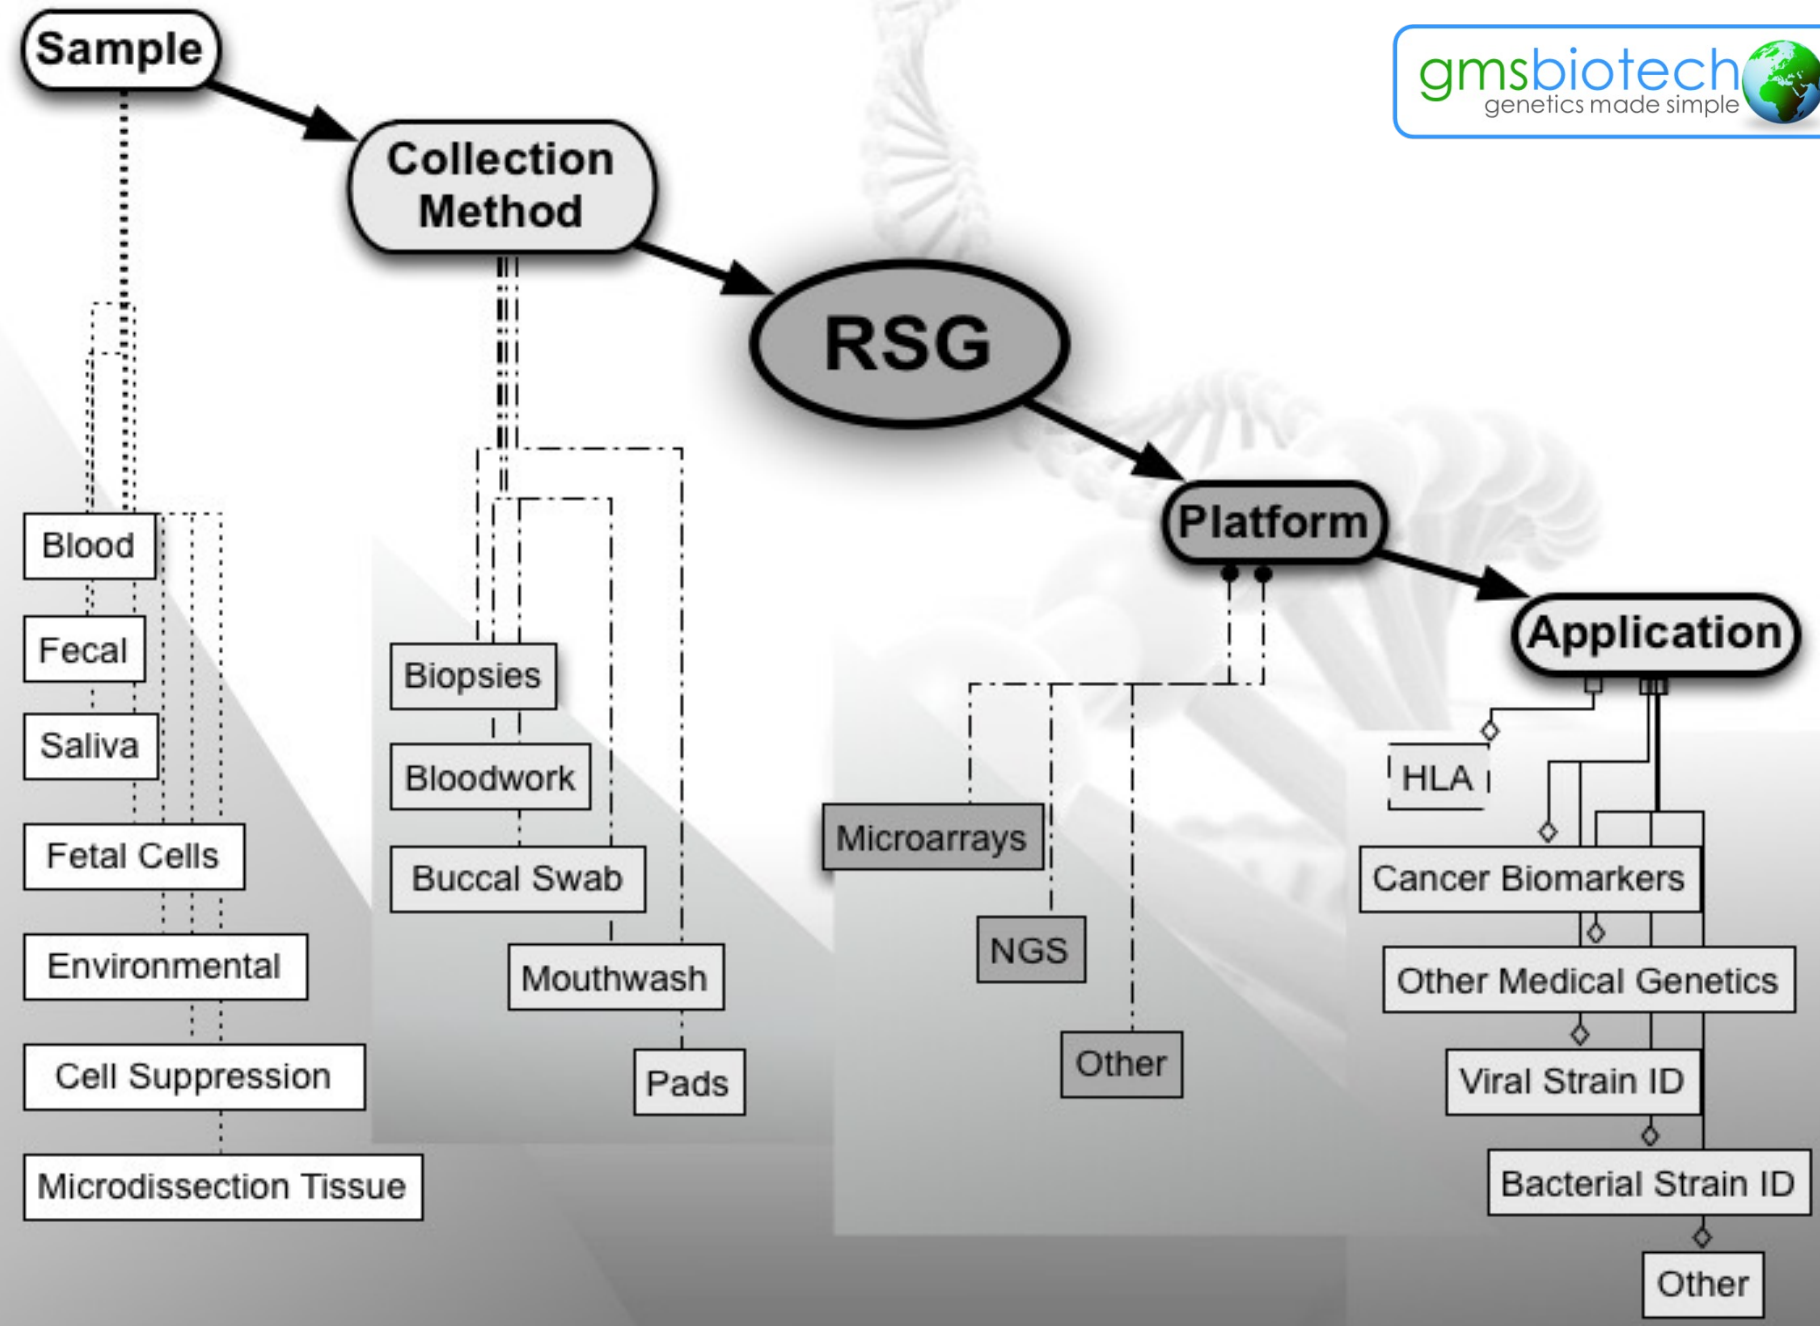 Sample
gmsbiotech
genetics made simple
Collection
Method
RSG
Platform
Application
Blood
Fecal
Saliva
Fetal Cells
Environmental
Cell Suppression
Microdissection Tissue
Biopsies
Bloodwork
Buccal Swab
Mouthwash
Pads
Microarrays
NGS
Other
HLA
Cancer Biomarkers
Other Medical Genetics
Viral Strain ID
Bacterial Strain ID
Other